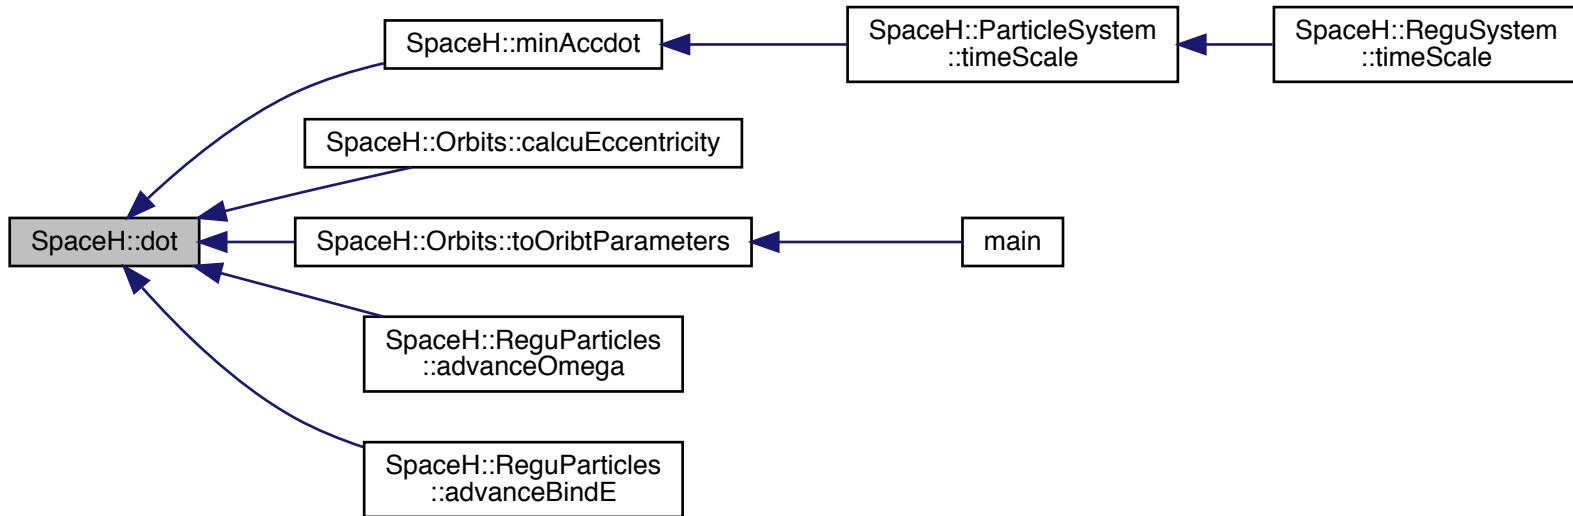 SpaceH::minAccdot
SpaceH::ParticleSystem
::timeScale
SpaceH::ReguSystem
::timeScale
SpaceH::Orbits::calcuEccentricity
SpaceH::dot
SpaceH::Orbits::toOribtParameters
main
SpaceH::ReguParticles
::advanceOmega
SpaceH::ReguParticles
::advanceBindE